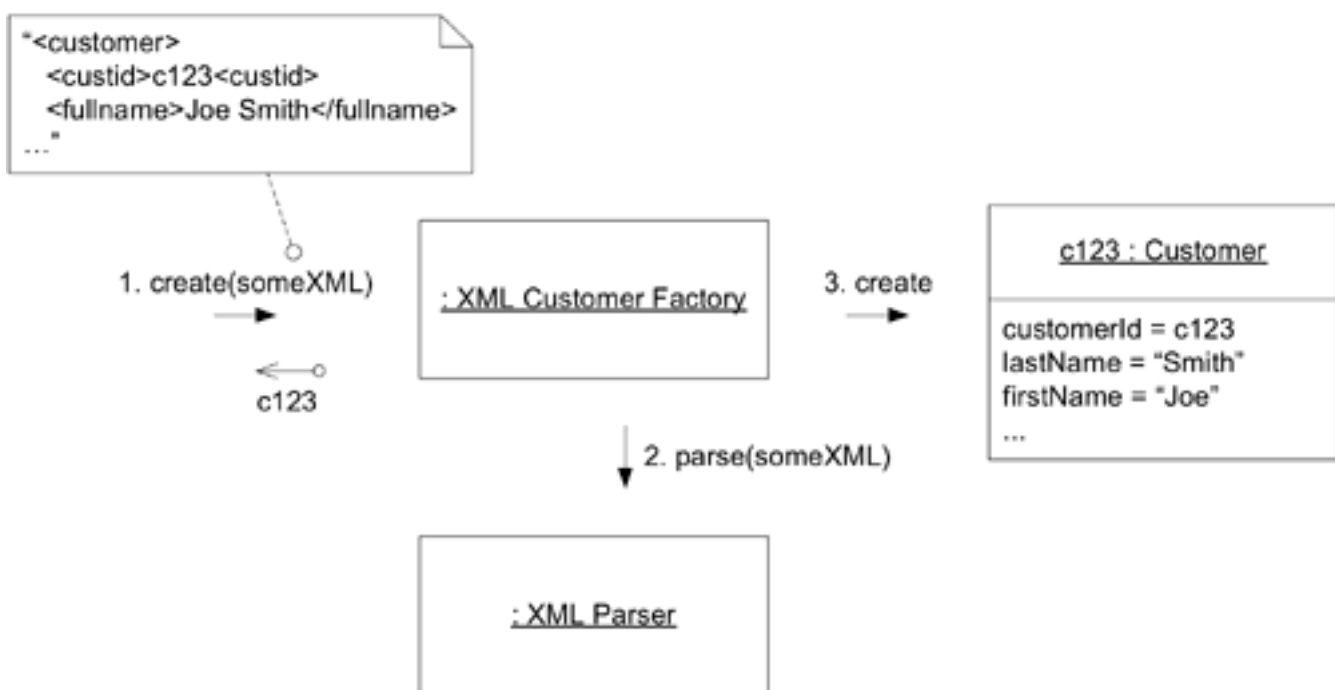 “<customer>
<custid>c123<custid>
<fullname>Joe Smith</fullname>
…”
1. create(someXML)
c123
: XML Customer Factory
3. create
c123 : Customer
customerId = c123
lastName = “Smith”
firstName = “Joe”
...
2. parse(someXML)
: XML Parser